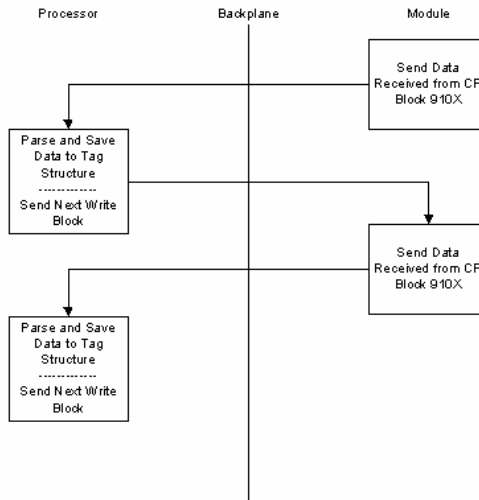 Processor
Backplane
Module
Send Data
Received from CF
Block 910X
Parse and Save
Data to Tag
Structure
-------------
Send Next Write
Block
Send Data
Received from CF
Block 910X
Parse and Save
Data to Tag
Structure
-------------
Send Next Write
Block